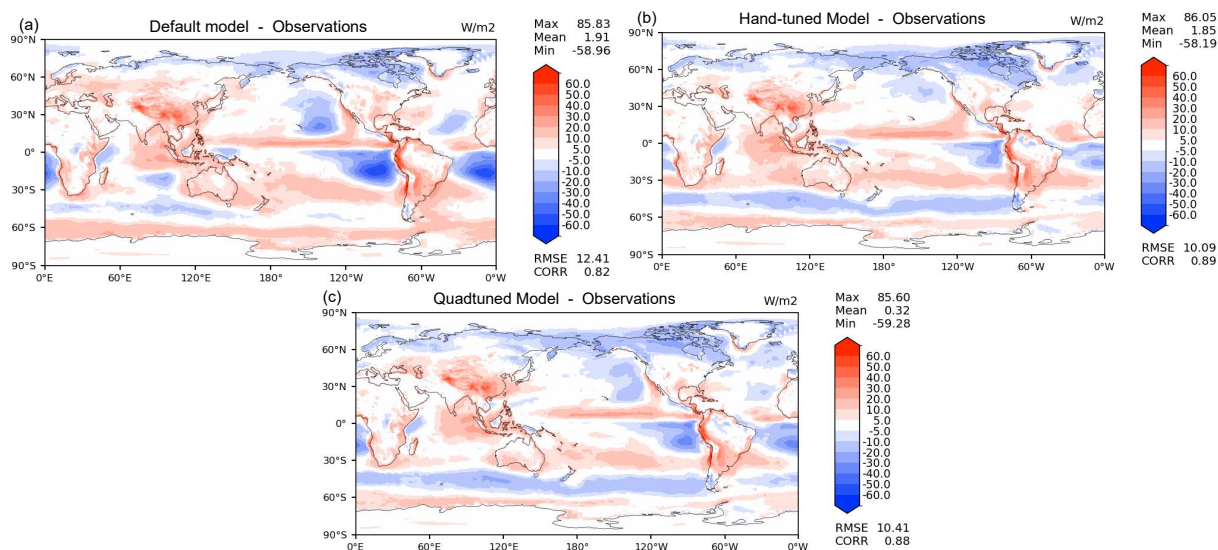 (a) Default model - Observations W/m2
Max 85.83
Mean 1.91
Min -58.96
90°N
60°N
30°N
0°
30°S
60°S
90°S
0°E 60°E 120°E 180° 120°W 60°W 0°W
60.0
50.0
40.0
30.0
20.0
10.0
5.0
-5.0
-10.0
-20.0
-30.0
-40.0
-50.0
-60.0
RMSE 12.41
CORR 0.82
(b) Hand-tuned Model - Observations W/m2
Max 86.05
Mean 1.85
Min -58.19
90°N
60°N
30°N
0°
30°S
60°S
90°S
0°E 60°E 120°E 180° 120°W 60°W 0°W
60.0
50.0
40.0
30.0
20.0
10.0
5.0
-5.0
-10.0
-20.0
-30.0
-40.0
-50.0
-60.0
RMSE 10.09
CORR 0.89
(c) Quadtuned Model - Observations W/m2
Max 85.60
Mean 0.32
Min -59.28
90°N
60°N
30°N
0°
30°S
60°S
90°S
0°E 60°E 120°E 180° 120°W 60°W 0°W
60.0
50.0
40.0
30.0
20.0
10.0
5.0
-5.0
-10.0
-20.0
-30.0
-40.0
-50.0
-60.0
RMSE 10.41
CORR 0.88